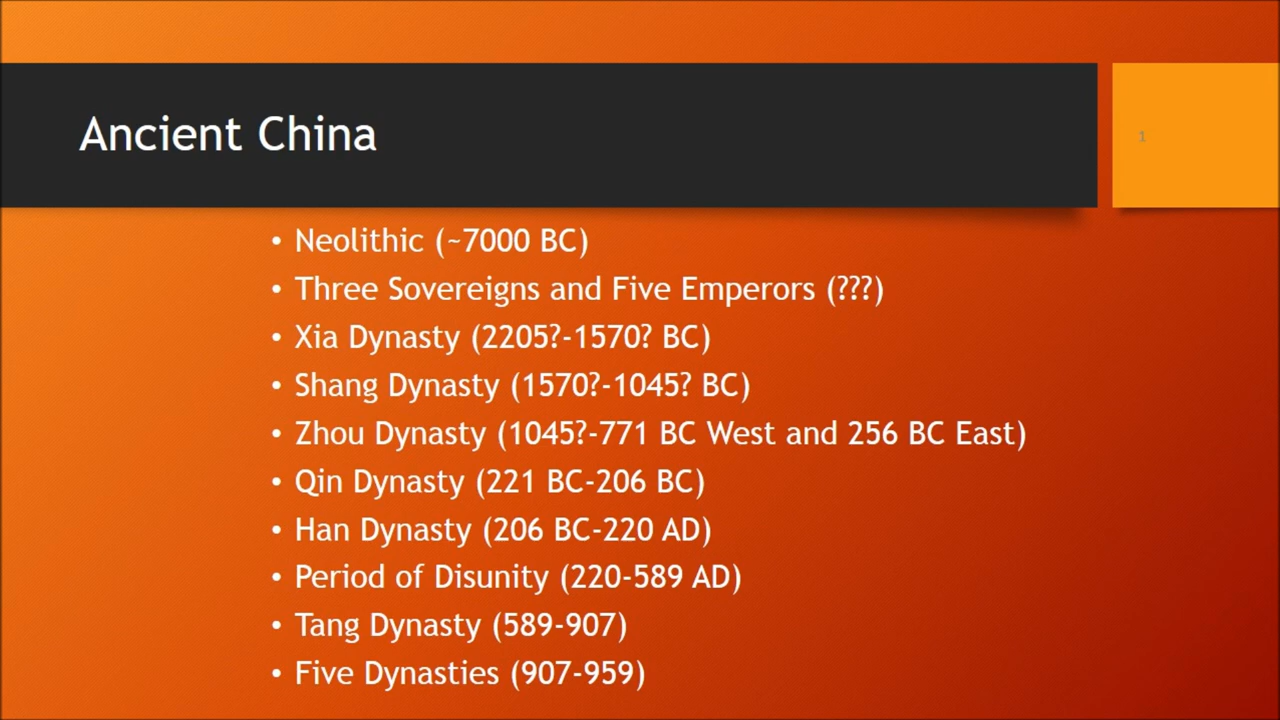 Ancient China
1
• Neolithic (~7000 BC)
• Three Sovereigns and Five Emperors (???)
• Xia Dynasty (2205?-1570? BC)
• Shang Dynasty (1570?-1045? BC)
• Zhou Dynasty (1045?-771 BC West and 256 BC East)
• Qin Dynasty (221 BC-206 BC)
• Han Dynasty (206 BC-220 AD)
• Period of Disunity (220-589 AD)
• Tang Dynasty (589-907)
• Five Dynasties (907-959)